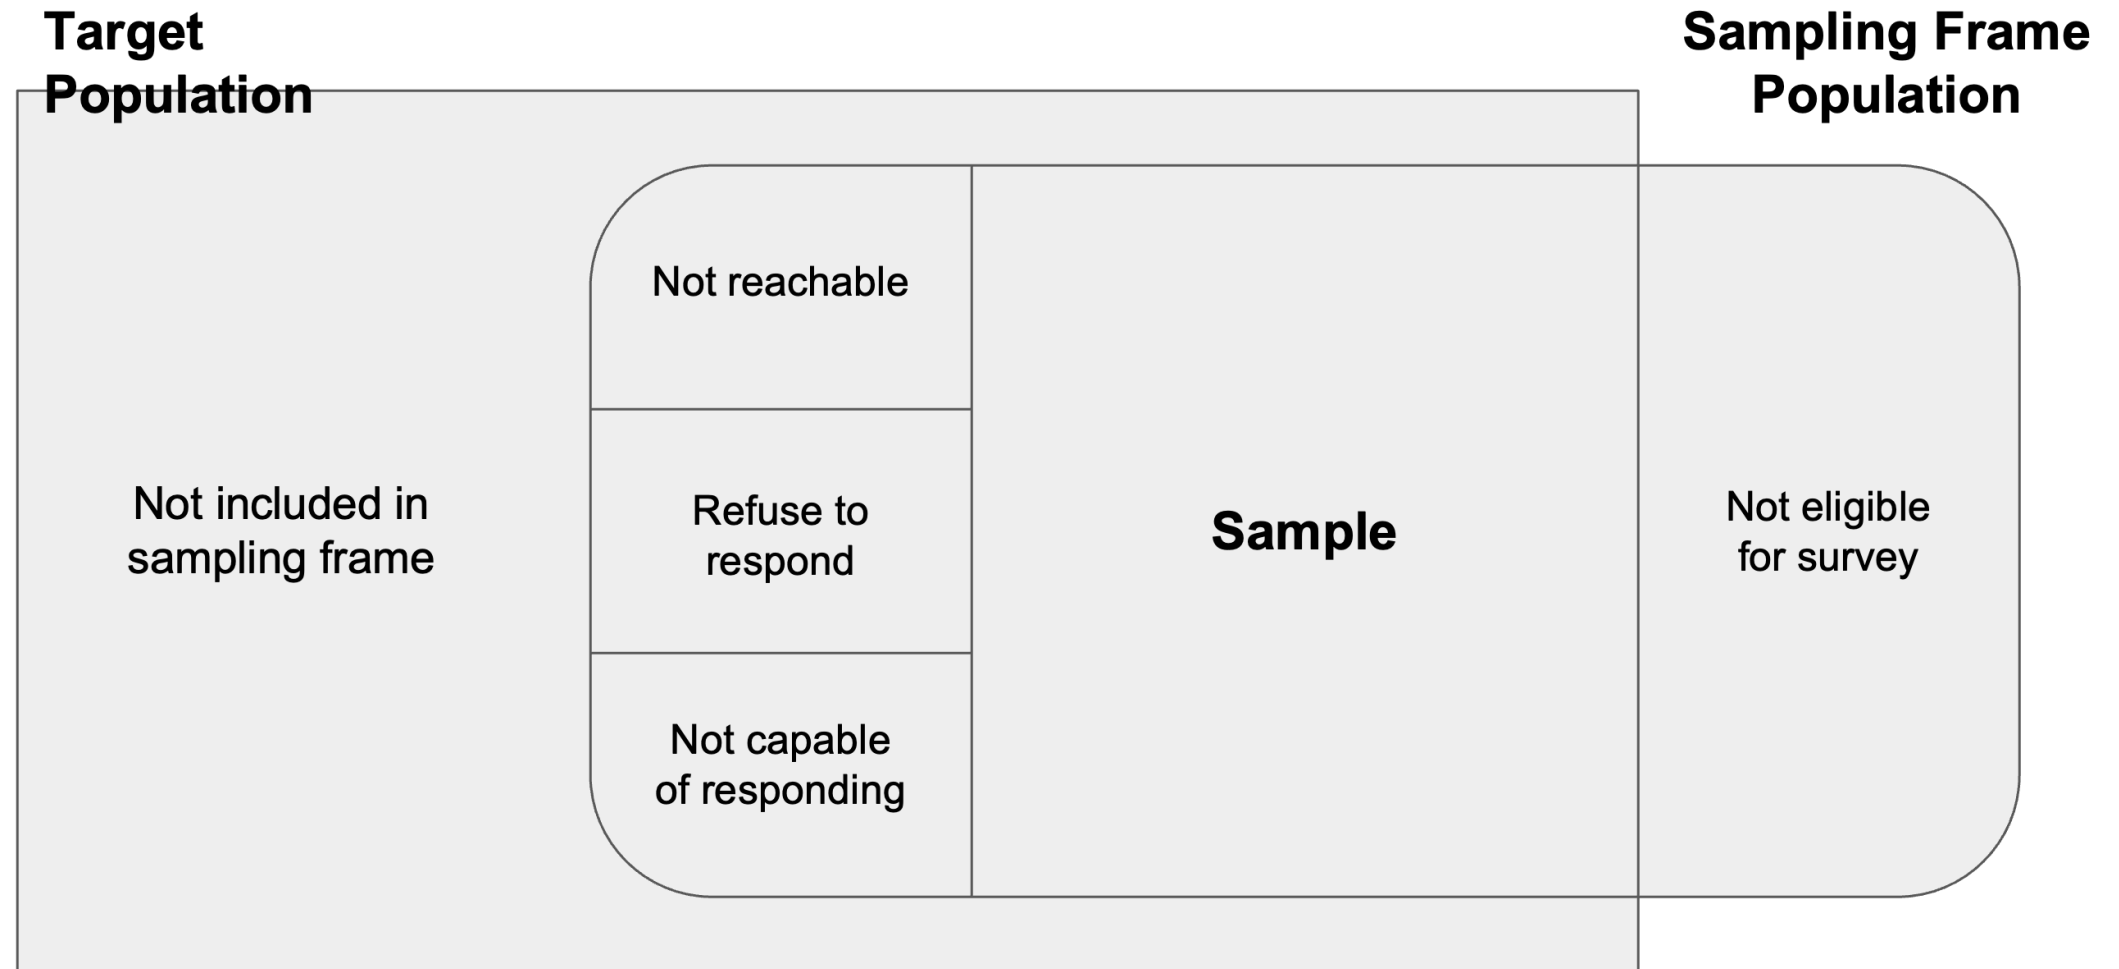 Target
Population
Sampling Frame
Population
Not reachable
Not included in
sampling frame
Refuse to
respond
Sample
Not eligible
for survey
Not capable
of responding